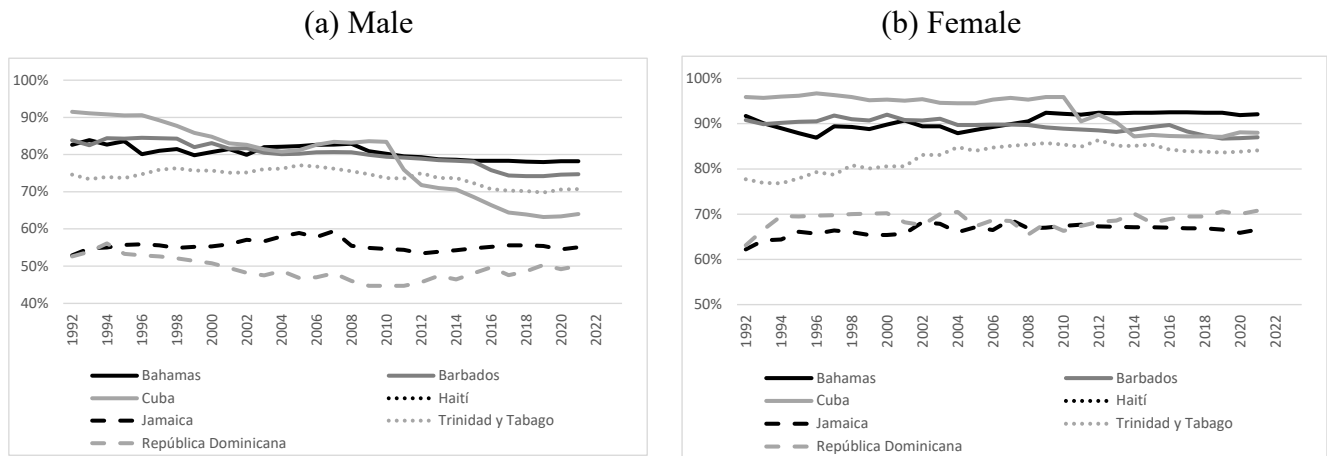 (a) Male
100%
90%
80%
70%
60%
50%
40%
1992
1994
1996
1998
2000
2002
2004
2006
2008
2010
2012
2014
2016
2018
2020
2022
Bahamas
Barbados
Cuba
Haití
Jamaica
Trinidad y Tabago
República Dominicana
(b) Female
100%
90%
80%
70%
60%
50%
1992
1994
1996
1998
2000
2002
2004
2006
2008
2010
2012
2014
2016
2018
2020
2022
Bahamas
Barbados
Cuba
Haití
Jamaica
Trinidad y Tabago
República Dominicana